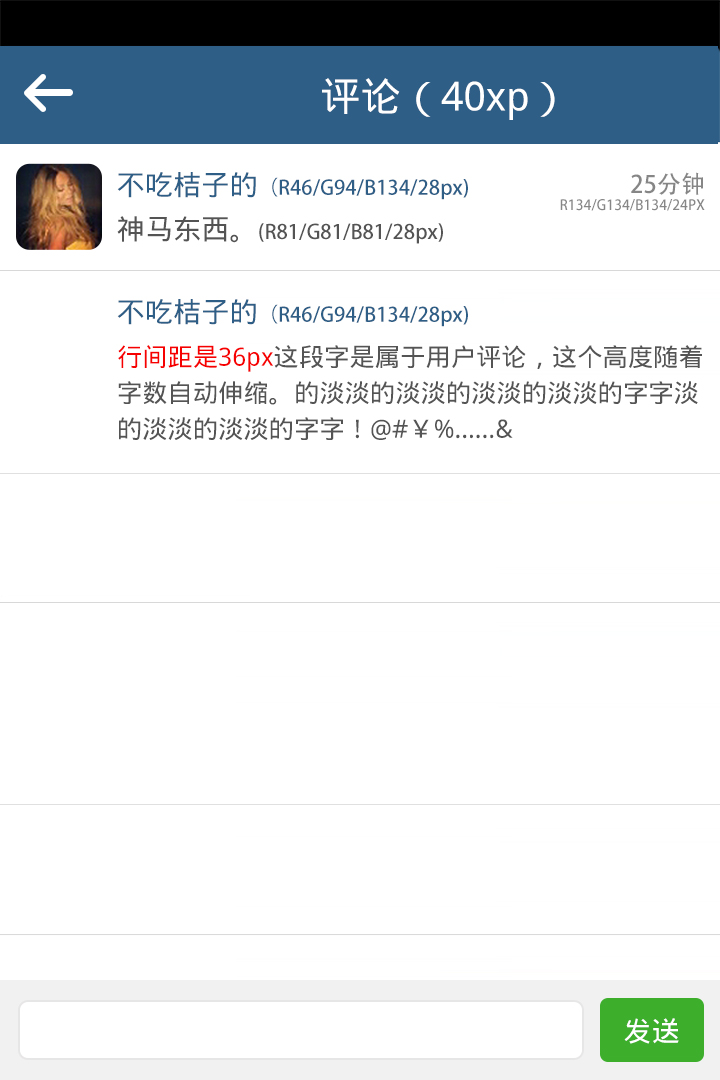 评论（40xp）
不吃桔子的（R46/G94/B134/28px)
25分钟
R134/G134/B134/24PX
神马东西。(R81/G81/B81/28px)
不吃桔子的（R46/G94/B134/28px)
行间距是36px这段字是属于用户评论，这个高度随着
字数自动伸缩。的淡淡的淡淡的淡淡的淡淡的字字淡
的淡淡的淡淡的字字！@#￥%......&
发送